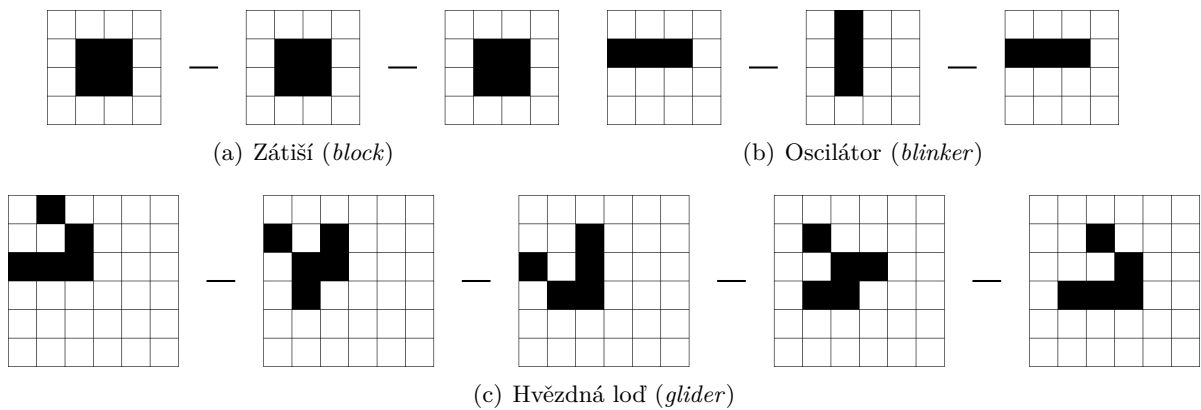 (a) Zátiší (block)
(b) Oscilátor (blinker)
(c) Hvězdná loď (glider)